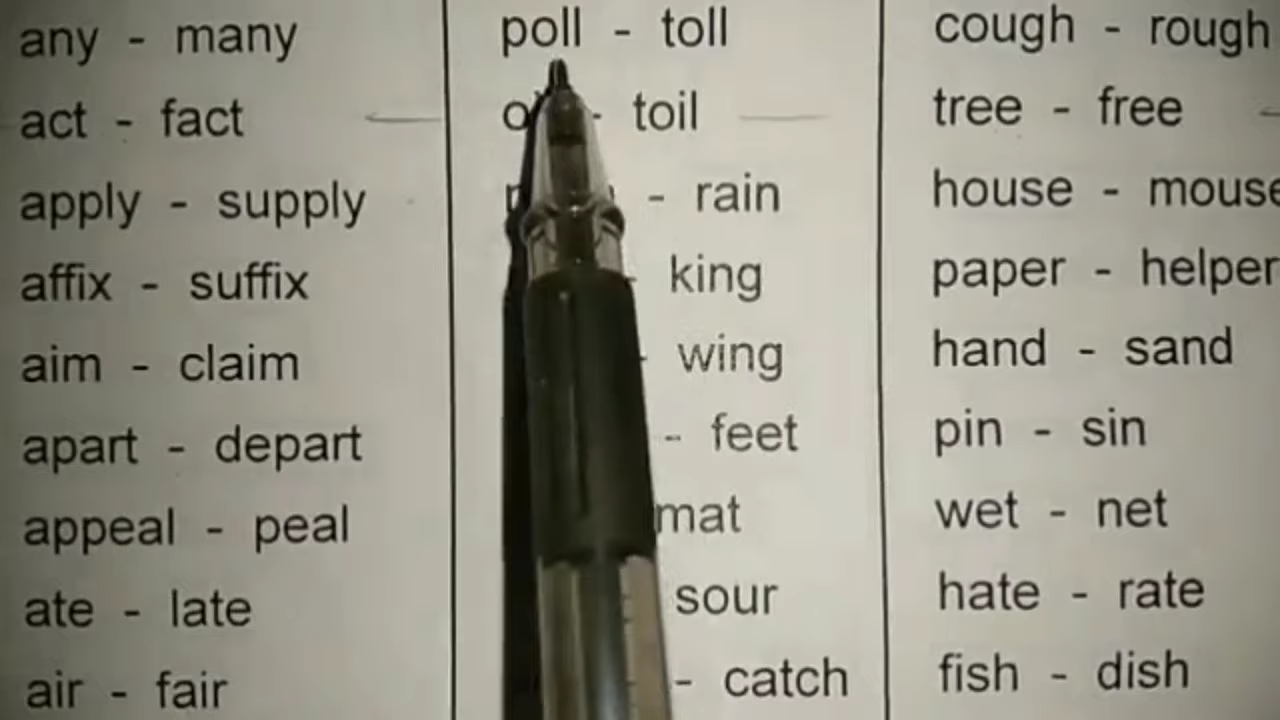 any - many
act - fact
apply - supply
affix - suffix
aim - claim
apart - depart
appeal - peal
ate - late
air - fair
poll - toll
- toil
- rain
king
- wing
- feet
mat
sour
- catch
cough - rough
tree - free
house - mouse
paper - helper
hand - sand
pin - sin
wet - net
hate - rate
fish - dish